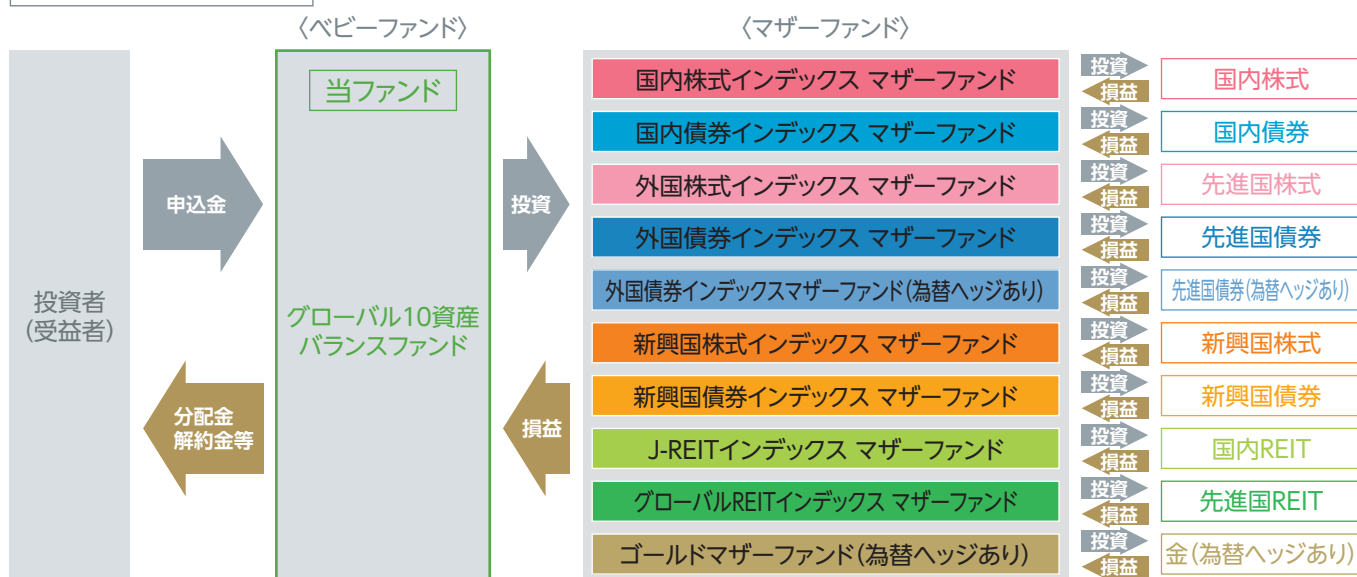 〈ベビーファンド〉
〈マザーファンド〉
投資者
(受益者)
申込金
分配金
解約金等
当ファンド
グローバル10資産
バランスファンド
投資
損益
国内株式インデックス マザーファンド
投資
損益
国内株式
国内債券インデックス マザーファンド
投資
損益
国内債券
外国株式インデックス マザーファンド
投資
損益
先進国株式
外国債券インデックス マザーファンド
投資
損益
先進国債券
外国債券インデックスマザーファンド(為替ヘッジあり)
投資
損益
先進国債券(為替ヘッジあり)
新興国株式インデックス マザーファンド
投資
損益
新興国株式
新興国債券インデックス マザーファンド
投資
損益
新興国債券
J-REITインデックス マザーファンド
投資
損益
国内REIT
グローバルREITインデックス マザーファンド
投資
損益
先進国REIT
ゴールドマザーファンド(為替ヘッジあり)
投資
損益
金(為替ヘッジあり)